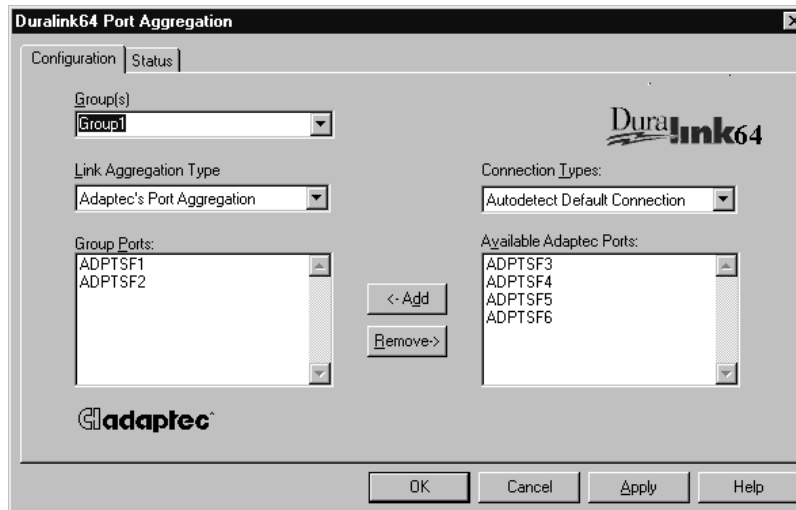 Duralink64 Port Aggregation
Configuration
Status
Group(s)
Group1
Duralink64
Link Aggregation Type
Adaptec's Port Aggregation
Connection Types:
Autodetect Default Connection
Group Ports:
ADPTSF1
ADPTSF2
<- Add
Remove->
Available Adaptec Ports:
ADPTSF3
ADPTSF4
ADPTSF5
ADPTSF6
adaptec
OK
Cancel
Apply
Help